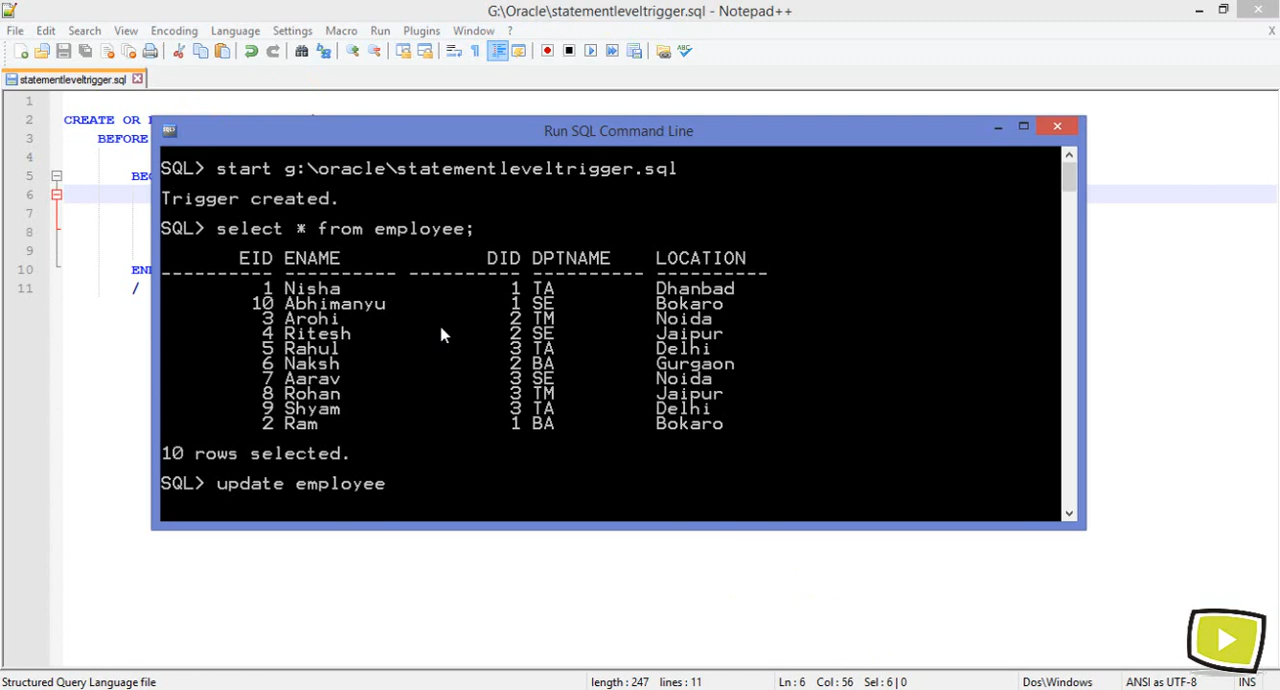 G:\Oracle\statementleveltrigger.sql - Notepad++
File Edit Search View Encoding Language Settings Macro Run Plugins Window ? X
statementleveltrigger.sql
1
2 CREATE OR
3 BEFORE
4
5
6
7
8
9
10
11 /
Run SQL Command Line
SQL> start g:\oracle\statementleveltrigger.sql
Trigger created.
SQL> select * from employee;
EID ENAME DID DPTNAME LOCATION
---------- ---------- ---------- ---------- ----------
1 Nisha 1 TA Dhanbad
10 Abhimanyu 1 SE Bokaro
3 Arohi 2 TM Noida
4 Ritesh 2 SE Jaipur
5 Rahul 3 TA Delhi
6 Naksh 2 BA Gurgaon
7 Aarav 3 SE Noida
8 Rohan 3 TM Jaipur
9 Shyam 3 TA Delhi
2 Ram 1 BA Bokaro
10 rows selected.
SQL> update employee
Structured Query Language file length : 247 lines : 11 Ln : 6 Col : 56 Sel : 6 | 0 Dos\Windows ANSI as UTF-8 INS